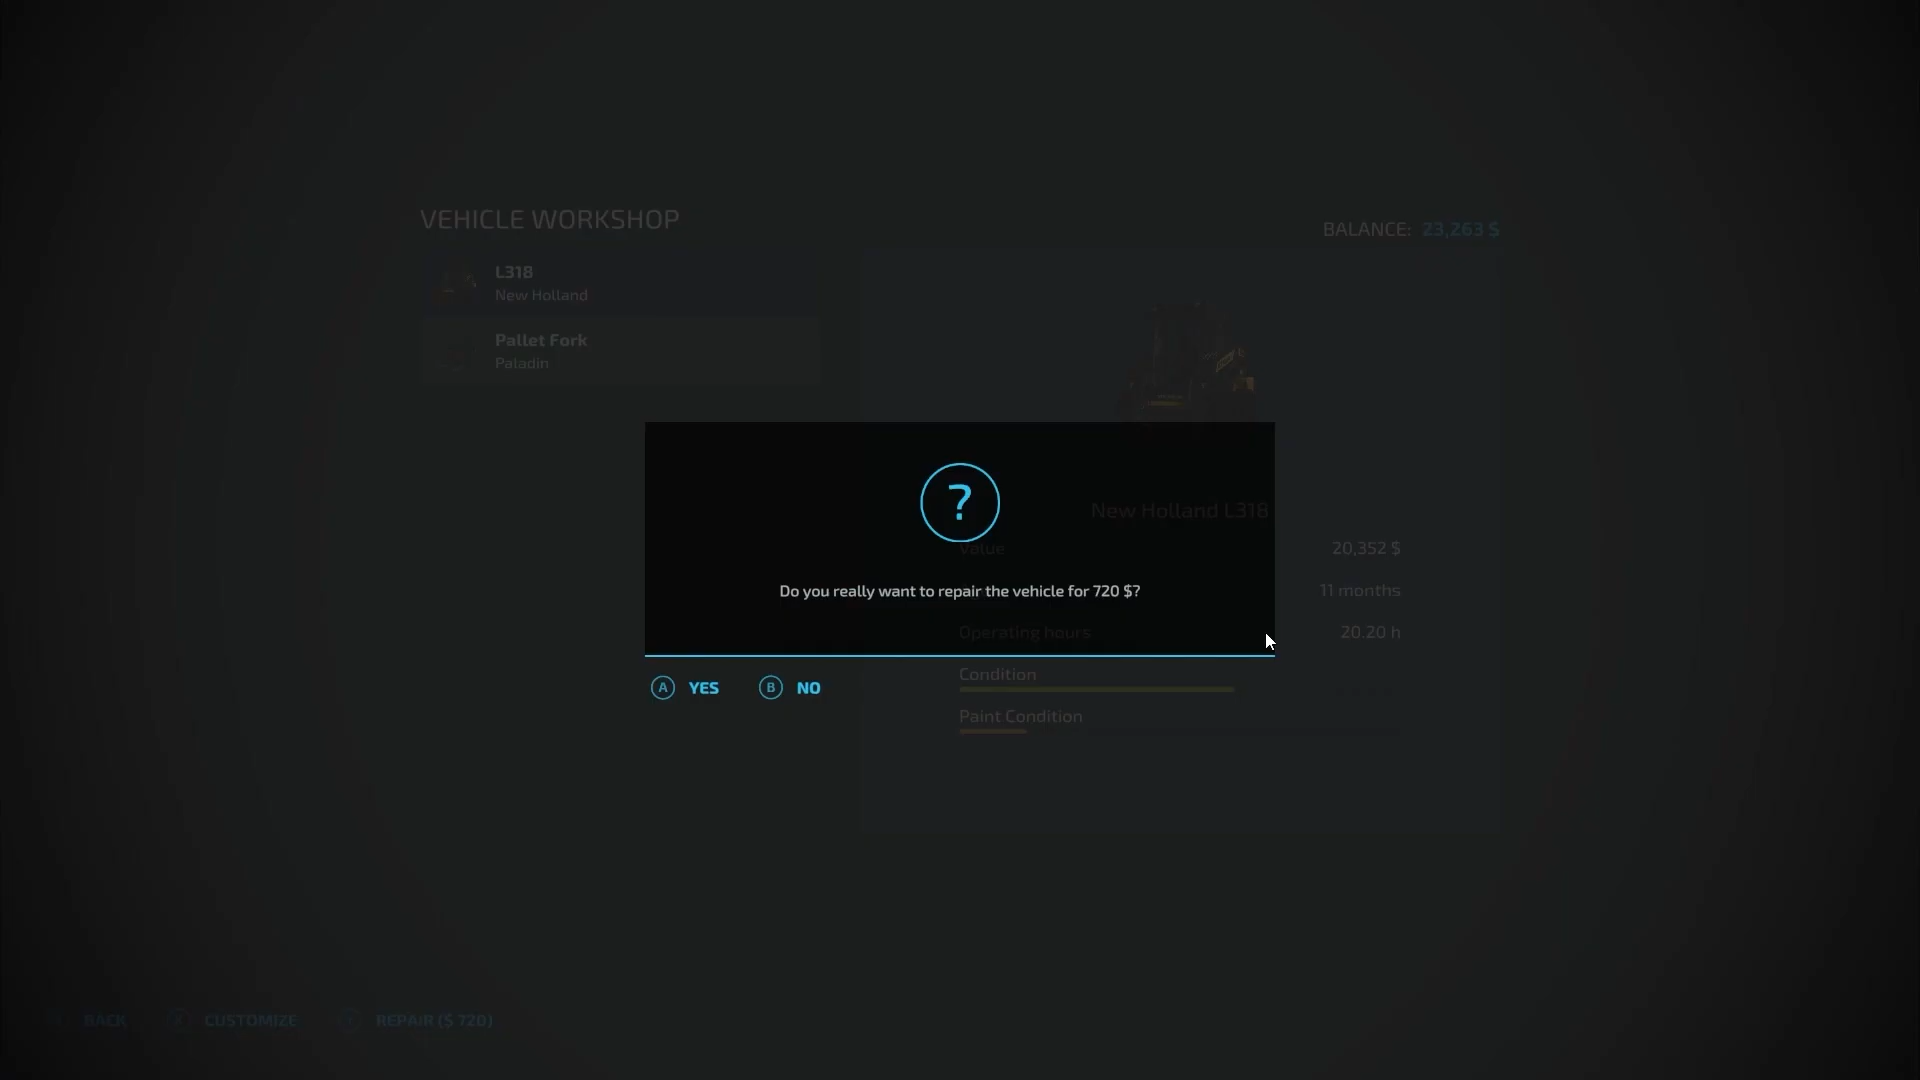 VEHICLE WORKSHOP
BALANCE: 23,263 $
L318
New Holland
Pallet Fork
Paladin
?
New Holland L318
Value 20,352 $
Do you really want to repair the vehicle for 720 $?
11 months
Operating hours 20.20 h
Condition
A YES B NO
Paint Condition
BACK X CUSTOMIZE REPAIR ($ 720)